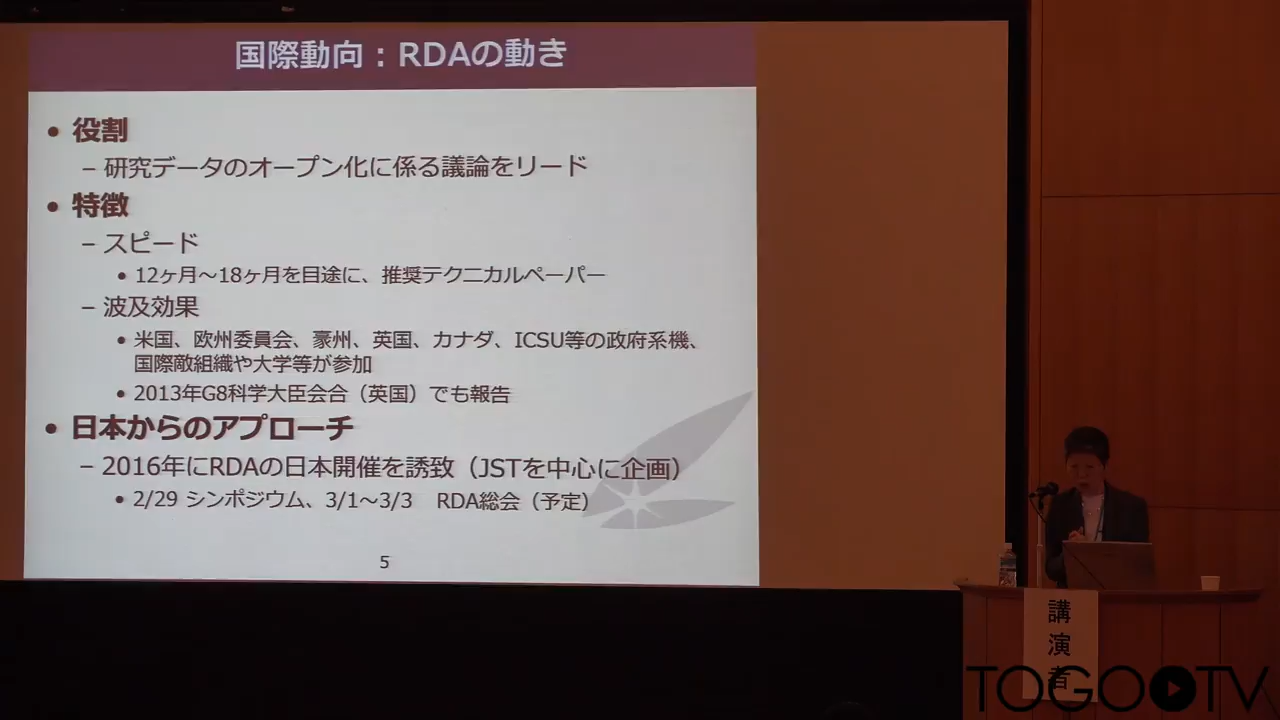 国際動向：RDAの動き
• 役割
– 研究データのオープン化に係る議論をリード
• 特徴
– スピード
• 12ヶ月～18ヶ月を目途に、推奨テクニカルペーパー
– 波及効果
• 米国、欧州委員会、豪州、英国、カナダ、ICSU等の政府系機、
国際敵組織や大学等が参加
• 2013年G8科学大臣会合（英国）でも報告
• 日本からのアプローチ
– 2016年にRDAの日本開催を誘致（JSTを中心に企画）
• 2/29 シンポジウム、3/1～3/3　RDA総会（予定）
5
講演者
TOGOTV